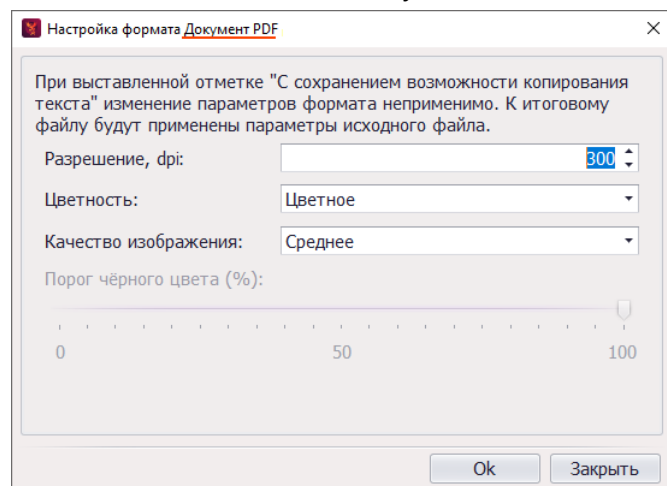 Настройка формата Документ PDF
При выставленной отметке "С сохранением возможности копирования
текста" изменение параметров формата неприменимо. К итоговому
файлу будут применены параметры исходного файла.
Разрешение, dpi: 300
Цветность: Цветное
Качество изображения: Среднее
Порог чёрного цвета (%):
0 50 100
Ok Закрыть